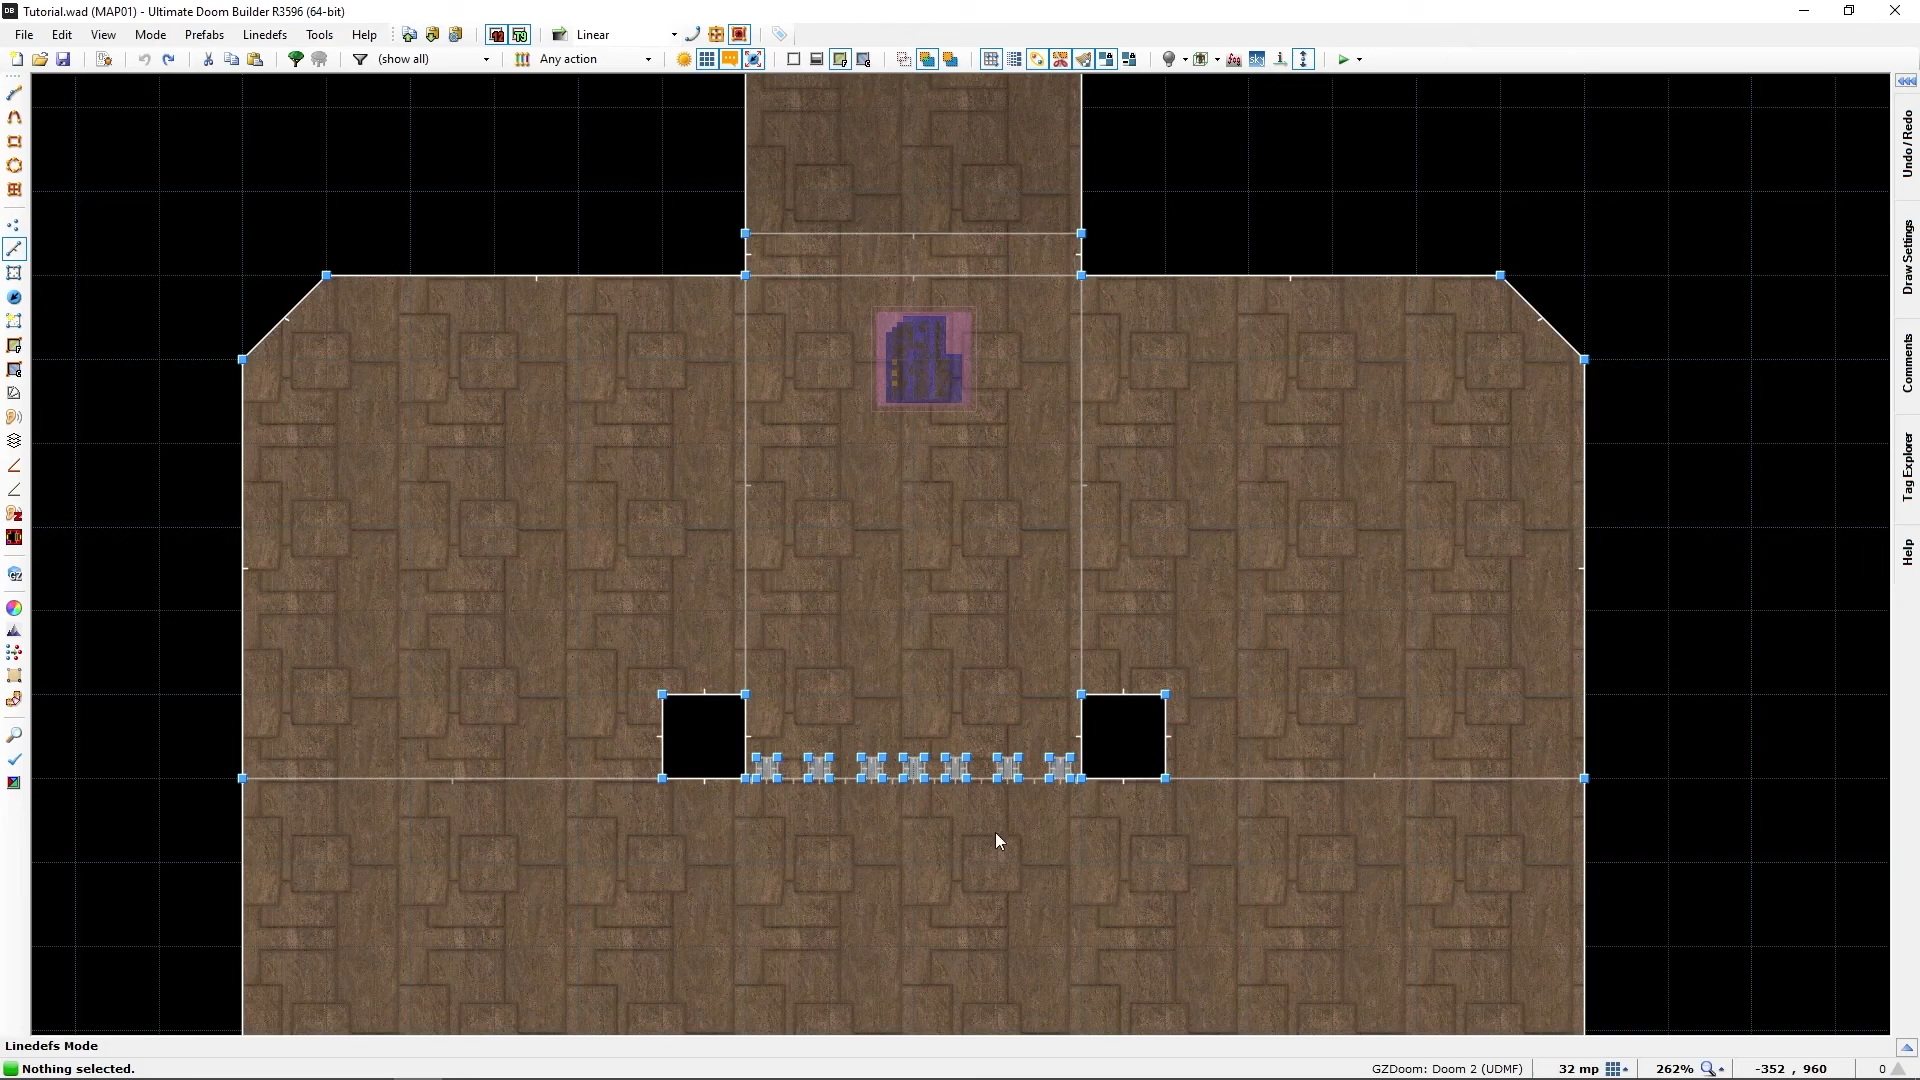 Tutorial.wad (MAP01) - Ultimate Doom Builder R3596 (64-bit)
File Edit View Mode Prefabs Linedefs Tools Help Linear
(show all) Any action
Undo / Redo
Draw Settings
Comments
Tag Explorer
Help
Linedefs Mode
Nothing selected. GZDoom: Doom 2 (UDMF) 32 mp 262% -352 , 960 0